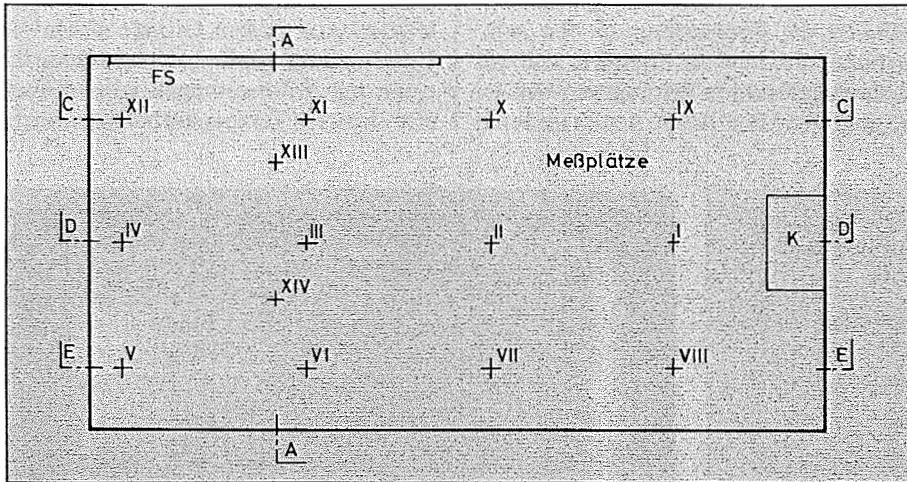 A
FS
C XII XI X IX C
XIII
Meßplätze
D IV III II I K D
XIV
E V VI VII VIII E
A